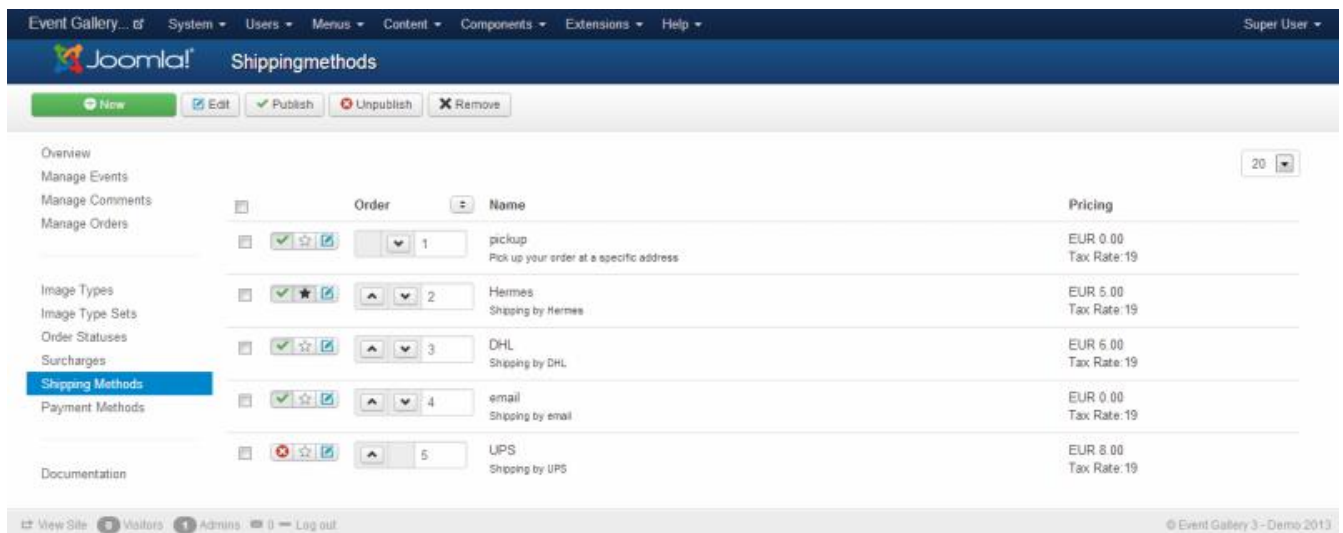 Event Gallery... System Users Menus Content Components Extensions Help Super User
Joomla! Shippingmethods
New Edit Publish Unpublish Remove
Overview
Manage Events
Manage Comments
Manage Orders
Image Types
Image Type Sets
Order Statuses
Surcharges
Shipping Methods
Payment Methods
Documentation
20
Order Name Pricing
1 pickup EUR 0.00
Pick up your order at a specific address Tax Rate: 19
2 Hermes EUR 5.00
Shipping by Hermes Tax Rate: 19
3 DHL EUR 6.00
Shipping by DHL Tax Rate: 19
4 email EUR 0.00
Shipping by email Tax Rate: 19
5 UPS EUR 8.00
Shipping by UPS Tax Rate: 19
View Site Visitors 1 Admins 0 Log out © Event Gallery 3 - Demo 2013